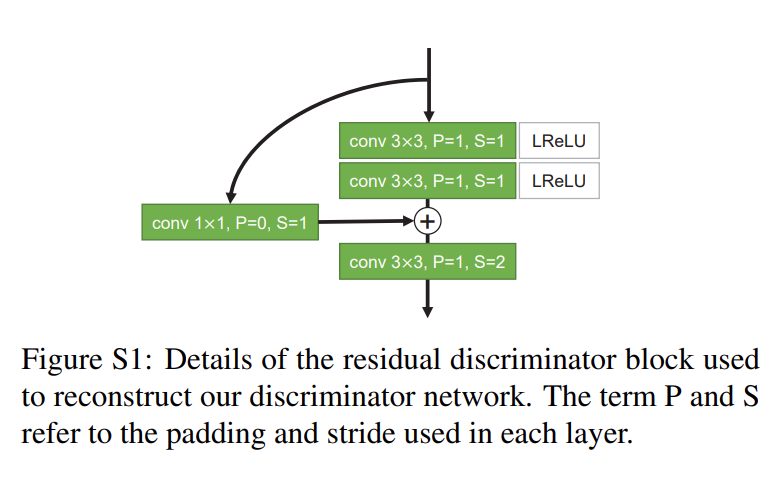 conv 3×3, P=1, S=1 LReLU
conv 3×3, P=1, S=1 LReLU
conv 1×1, P=0, S=1 +
conv 3×3, P=1, S=2
Figure S1: Details of the residual discriminator block used
to reconstruct our discriminator network. The term P and S
refer to the padding and stride used in each layer.